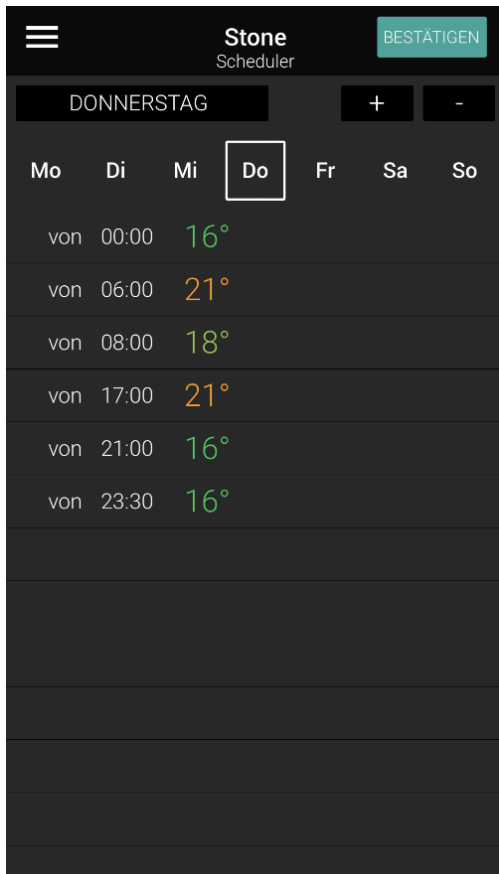 Stone
Scheduler
BESTÄTIGEN
DONNERSTAG + -
Mo Di Mi Do Fr Sa So
von 00:00 16°
von 06:00 21°
von 08:00 18°
von 17:00 21°
von 21:00 16°
von 23:30 16°